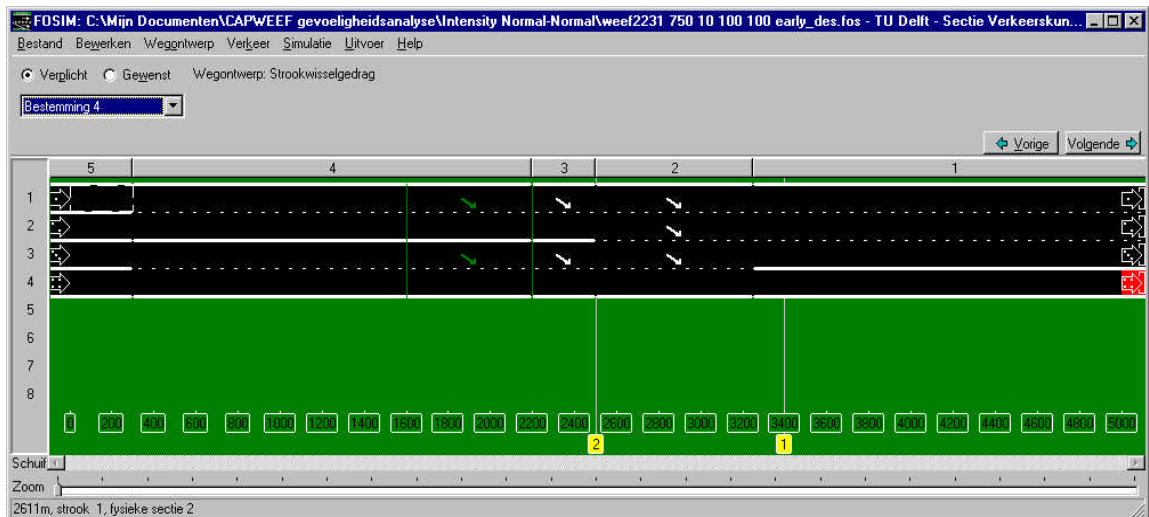 FOSIM: C:\Mijn Documenten\CAPWEEF gevoeligheidsanalyse\Intensity Normal-Normal\weef2231 750 10 100 100 early_des.fos - TU Delft - Sectie Verkeerskun...
Bestand Bewerken Wegontwerp Verkeer Simulatie Uitvoer Help
Verplicht Gewenst Wegontwerp: Strookwisselgedrag
Bestemming 4
Vorige Volgende
5 4 3 2 1
1
2
3
4
5
6
7
8
0 200 400 600 800 1000 1200 1400 1600 1800 2000 2200 2400 2600 2800 3000 3200 3400 3600 3800 4000 4200 4400 4600 4800 5000
2 1
Schuif
Zoom
2611m, strook 1, fysieke sectie 2